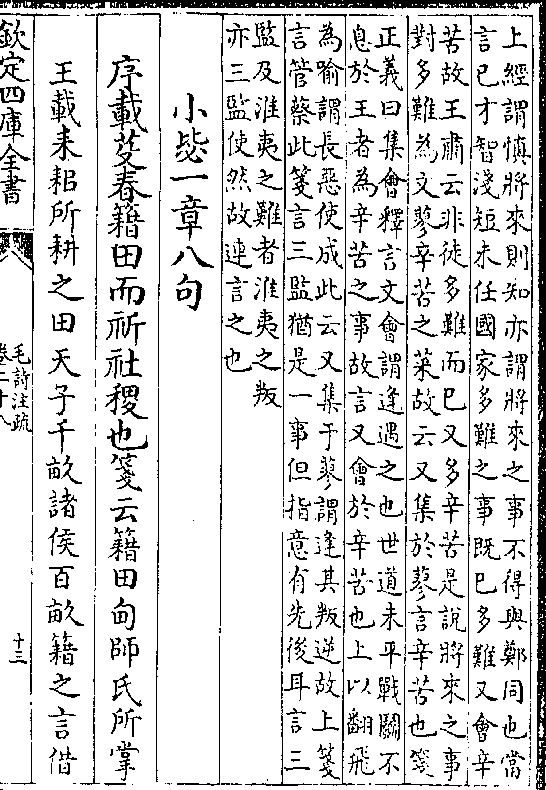 上經謂慎將來則知亦謂將來之事不得與鄭同也當
言已才智淺短未任國家多難之事既已多難又會辛
苦故王肅云非徒多難而已又多辛苦是說將來之事
對多難為文蓼辛苦之菜故云又集於蓼言辛苦也箋
正義曰集會釋言文會謂逢遇之也世道未平戰鬭不
息於王者為辛苦之事故言又會於辛苦也上以翻飛
為喻謂長惡使成此云又集于蓼謂逢其叛逆故上箋
言管蔡此箋言三監猶是一事但指意有先後耳言三
監及淮夷之難者淮夷之叛
亦三監使然故連言之也
小毖一章八句
序載芟春籍田而祈社稷也箋云籍田甸師氏所掌
王載耒耜所耕之田天子千畝諸侯百畝籍之言借
欽定四庫全書
毛詩注疏
卷二十八
十三